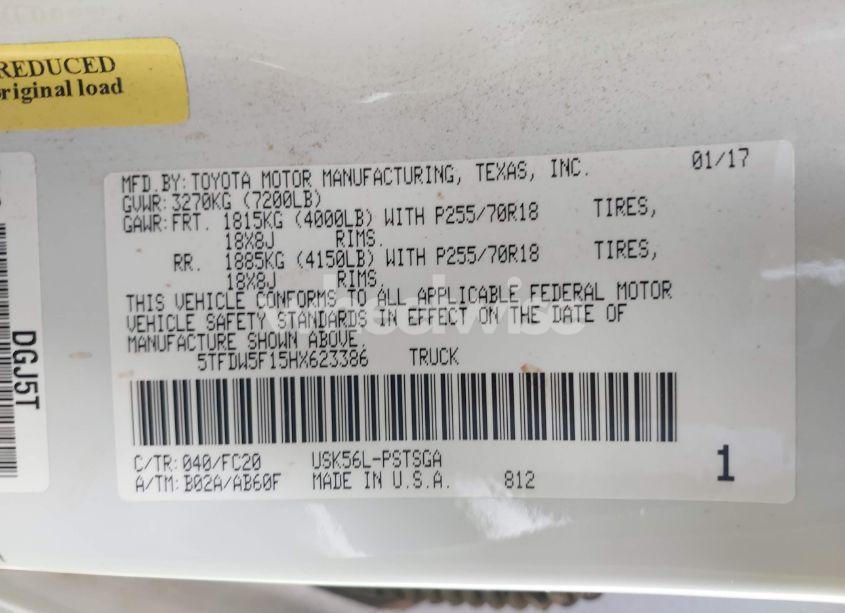 REDUCED
original load
DGJ5T
MFD.BY:TOYOTA MOTOR MANUFACTURING, TEXAS, INC. 01/17
GVWR:3270KG (7200LB)
GAWR:FRT. 1815KG (4000LB) WITH P255/70R18 TIRES,
18X8J RIMS.
RR. 1885KG (4150LB) WITH P255/70R18 TIRES,
18X8J RIMS.
THIS VEHICLE CONFORMS TO ALL APPLICABLE FEDERAL MOTOR
VEHICLE SAFETY STANDARDS IN EFFECT ON THE DATE OF
MANUFACTURE SHOWN ABOVE.
5TFDW5F15HX623386 TRUCK
C/TR:040/FC20 USK56L-PSTSGA
A/TM:B02A/AB60F MADE IN U.S.A. 812 1